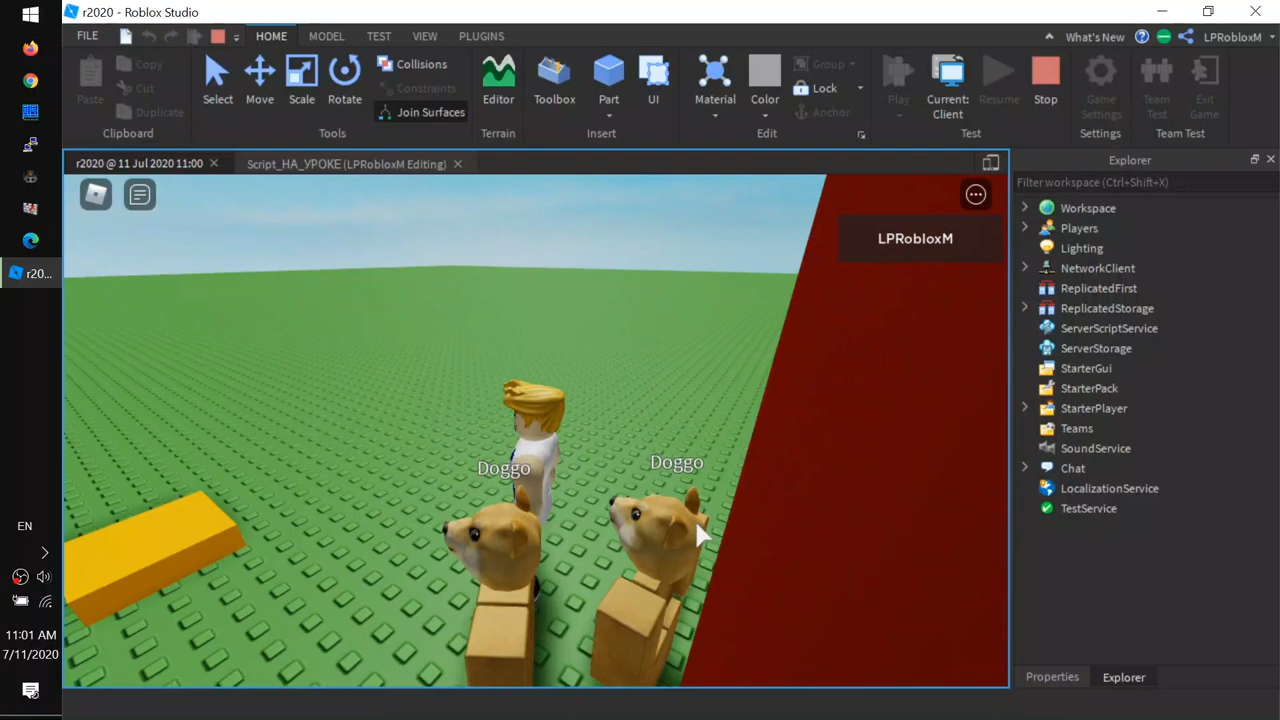 r2020 - Roblox Studio
FILE HOME MODEL TEST VIEW PLUGINS What's New LPRobloxM
Paste Copy Cut Duplicate
Clipboard
Select Move Scale Rotate Collisions Constraints Join Surfaces
Tools
Editor
Terrain
Toolbox Part UI
Insert
Material Color Group Lock Anchor
Edit
Play Current: Client Resume Stop
Test
Game Settings
Settings
Team Test Exit Game
Team Test
r2020 @ 11 Jul 2020 11:00 Script_НА_УРОКЕ (LPRobloxM Editing)
LPRobloxM
Doggo Doggo
Explorer
Filter workspace (Ctrl+Shift+X)
Workspace
Players
Lighting
NetworkClient
ReplicatedFirst
ReplicatedStorage
ServerScriptService
ServerStorage
StarterGui
StarterPack
StarterPlayer
Teams
SoundService
Chat
LocalizationService
TestService
Properties Explorer
r20...
EN
11:01 AM
7/11/2020